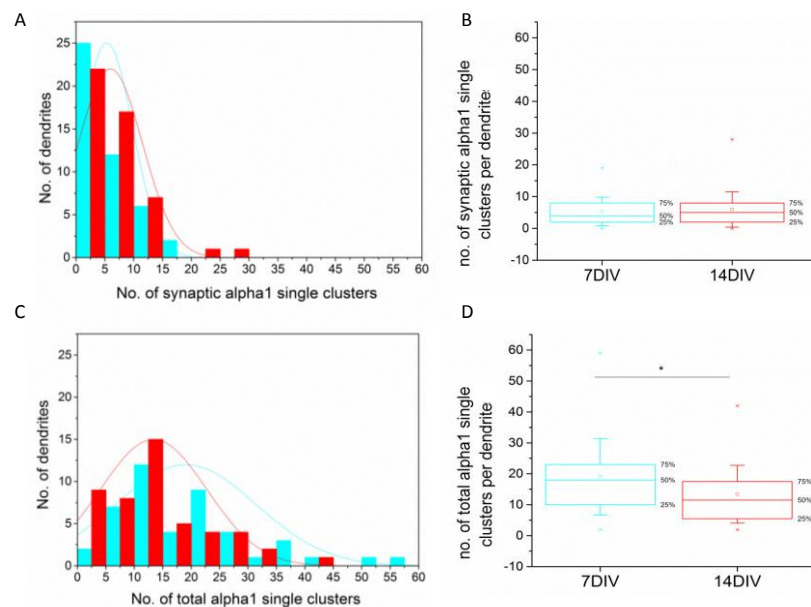 A
25
20
15
10
5
0
No. of dendrites
0 5 10 15 20 25 30 35 40 45 50 55 60
No. of synaptic alpha1 single clusters
B
60
50
40
30
20
10
0
-10
no. of synaptic alpha1 single
clusters per dendrite
75%
50%
25%
75%
50%
25%
7DIV 14DIV
C
25
20
15
10
5
0
No. of dendrites
0 5 10 15 20 25 30 35 40 45 50 55 60
No. of total alpha1 single clusters
D
60
50
40
30
20
10
0
-10
no. of total alpha1 single
clusters per dendrite
*
75%
50%
25%
75%
50%
25%
7DIV 14DIV